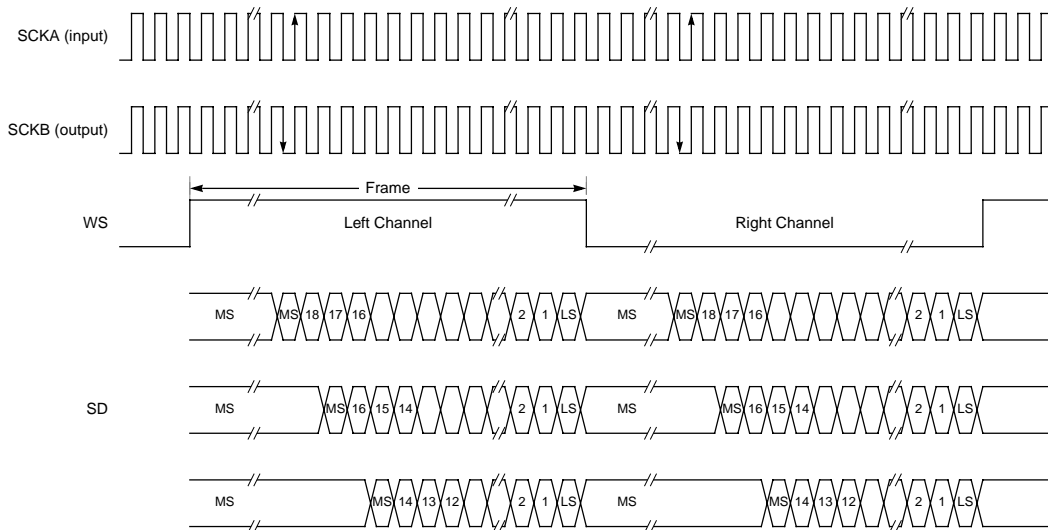 SCKA (input)
SCKB (output)
Frame
WS
Left Channel
Right Channel
MS MS 18 17 16 2 1 LS MS MS 18 17 16 2 1 LS
SD
MS MS 16 15 14 2 1 LS MS MS 16 15 14 2 1 LS
MS MS 14 13 12 2 1 LS MS MS 14 13 12 2 1 LS